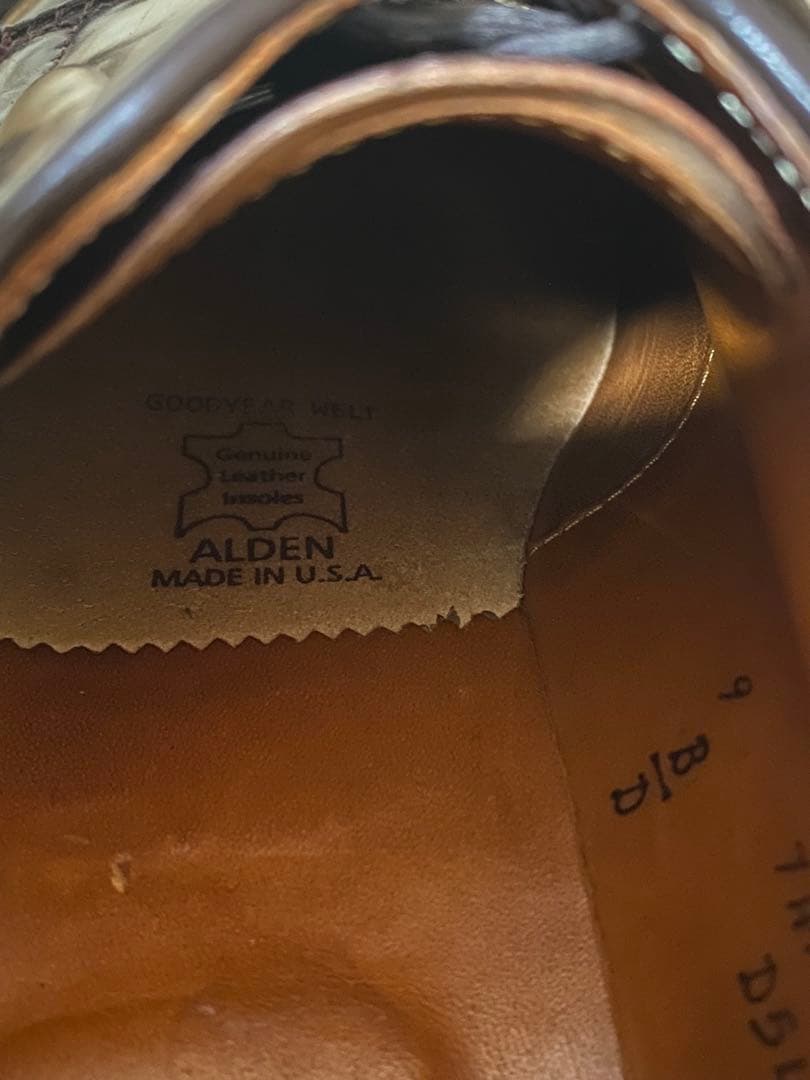 GOODYEAR WELT
Genuine
Leather
Insoles
ALDEN
MADE IN U.S.A.
9
B/D